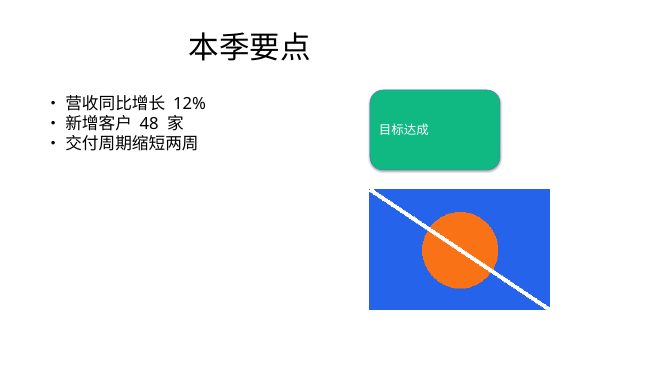 本季要点
• 营收同比增长 12%
• 新增客户 48 家
• 交付周期缩短两周
目标达成